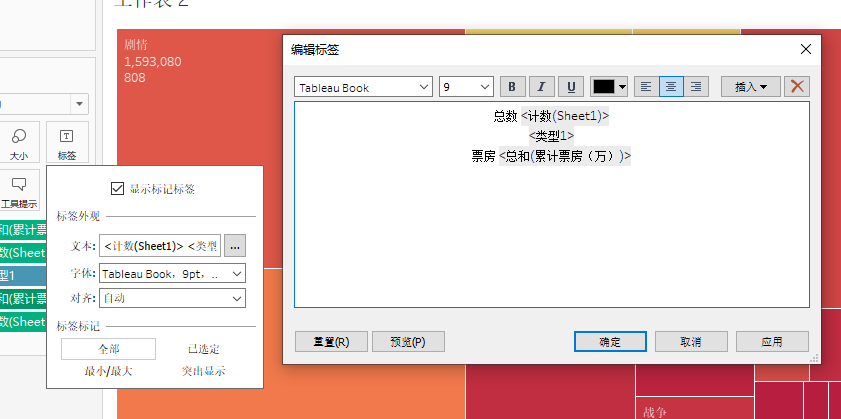 工作表 2
剧情
1,593,080
808
大小
标签
工具提示
和(累计票
数(Sheet
型1
和(累计票
数(Sheet
显示标记标签
标签外观
文本: <计数(Sheet1)> <类型 ...
字体: Tableau Book, 9pt, ..
对齐: 自动
标签标记
全部 已选定
最小/最大 突出显示
编辑标签
Tableau Book 9 B I U 插入
总数 <计数(Sheet1)>
<类型1>
票房 <总和(累计票房（万）)>
重置(R) 预览(P) 确定 取消 应用
战争